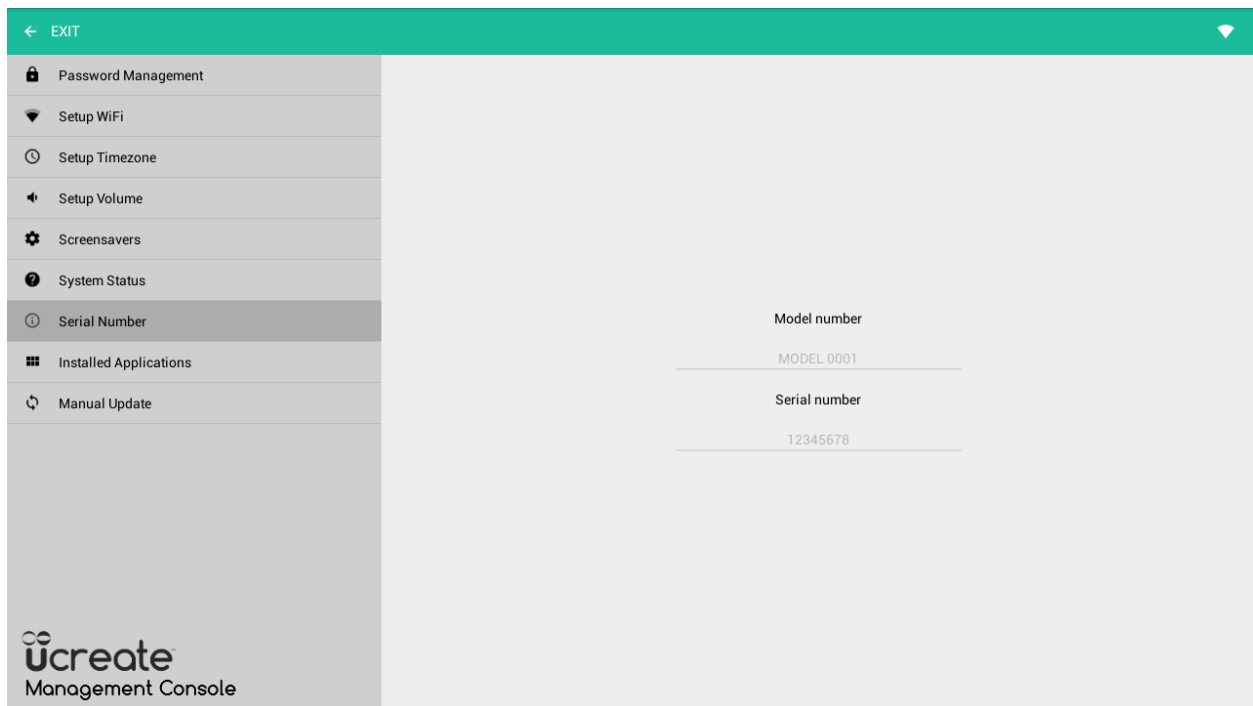 EXIT
Password Management
Setup WiFi
Setup Timezone
Setup Volume
Screensavers
System Status
Serial Number
Installed Applications
Manual Update
Model number
MODEL 0001
Serial number
12345678
ücreate
Management Console